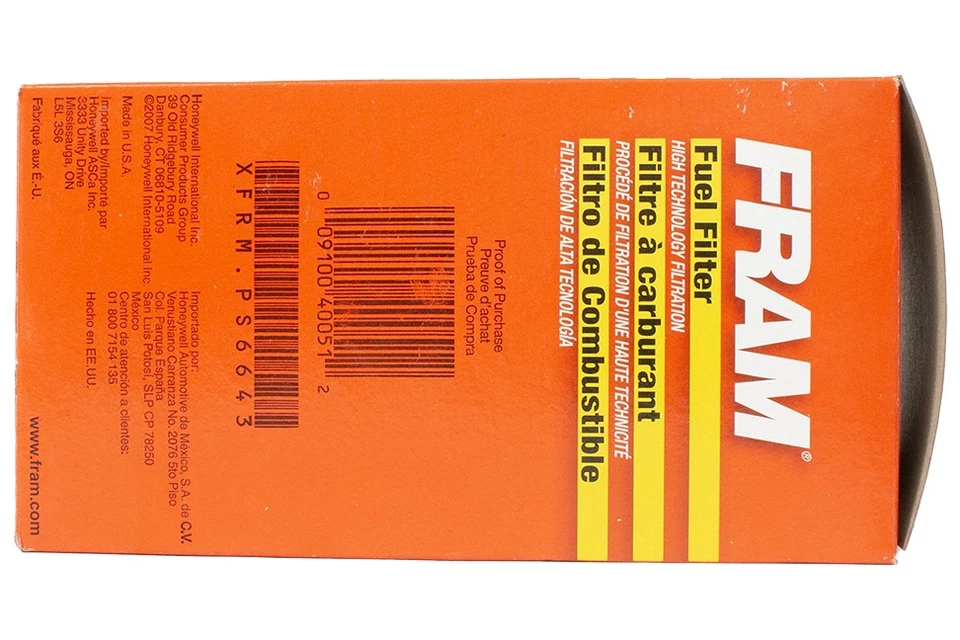 FRAM®
Fuel Filter
HIGH TECHNOLOGY FILTRATION
Filtre à carburant
PROCÉDÉ DE FILTRATION D'UNE HAUTE TECHNICITÉ
Filtro de Combustible
FILTRACIÓN DE ALTA TECNOLOGÍA
Proof of Purchase
Preuve d'achat
Prueba de Compra
0 09100 40051 2
XFRM.PS6643
Honeywell International Inc.
Consumer Products Group
39 Old Ridgebury Road
Danbury, CT 06810-5109
©2007 Honeywell International Inc.
Made in U.S.A
Imported by/Importé par
Honeywell ASCa Inc.
3333 Unity Drive
Mississauga, ON
L5L 3S6
Fabriqué aux É.-U.
Importado por:
Honeywell Automotive de México, S.A. de C.V.
Venustiano Carranza No. 2076 5to Piso
Col. Parque España
San Luis Potosí, SLP CP 78250
México
Centro de atención a clientes:
01 800 7154 135
Hecho en EE.UU.
www.fram.com